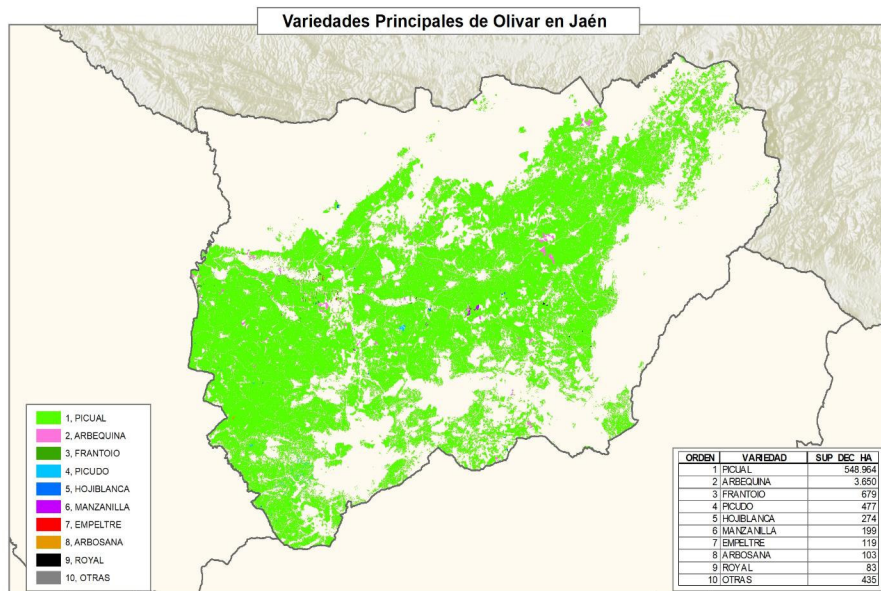 Variedades Principales de Olivar en Jaén
1, PICUAL
2, ARBEQUINA
3, FRANTOIO
4, PICUDO
5, HOJIBLANCA
6, MANZANILLA
7, EMPELTRE
8, ARBOSANA
9, ROYAL
10, OTRAS
ORDEN VARIEDAD SUP DEC HA
1 PICUAL 548.964
2 ARBEQUINA 3.650
3 FRANTOIO 679
4 PICUDO 477
5 HOJIBLANCA 274
6 MANZANILLA 199
7 EMPELTRE 119
8 ARBOSANA 103
9 ROYAL 83
10 OTRAS 435